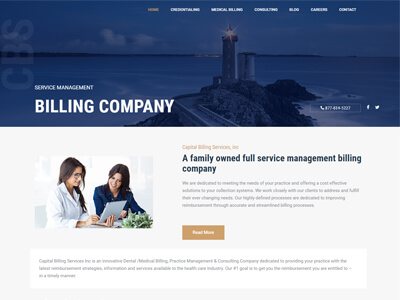 HOME CREDENTIALING MEDICAL BILLING CONSULTING BLOG CAREERS CONTACT
CBS
SERVICE MANAGEMENT
BILLING COMPANY
Capital Billing Services, Inc
A family owned full service management billing
company
We are dedicated to meeting the needs of your practice and offering a cost effective
solutions to your collection systems. We work closely with our clients to address and fulfill
their ever changing needs. Our highly defined processes are dedicated to improving
reimbursement through accurate and streamlined billing processes.
Read More
Capital Billing Services Inc is an innovative Dental /Medical Billing, Practice Management & Consulting Company dedicated to providing your practice with the
latest reimbursement strategies, information and services available to the health care Industry. Our #1 goal is to get you the reimbursement you are entitled to –
in a timely manner.